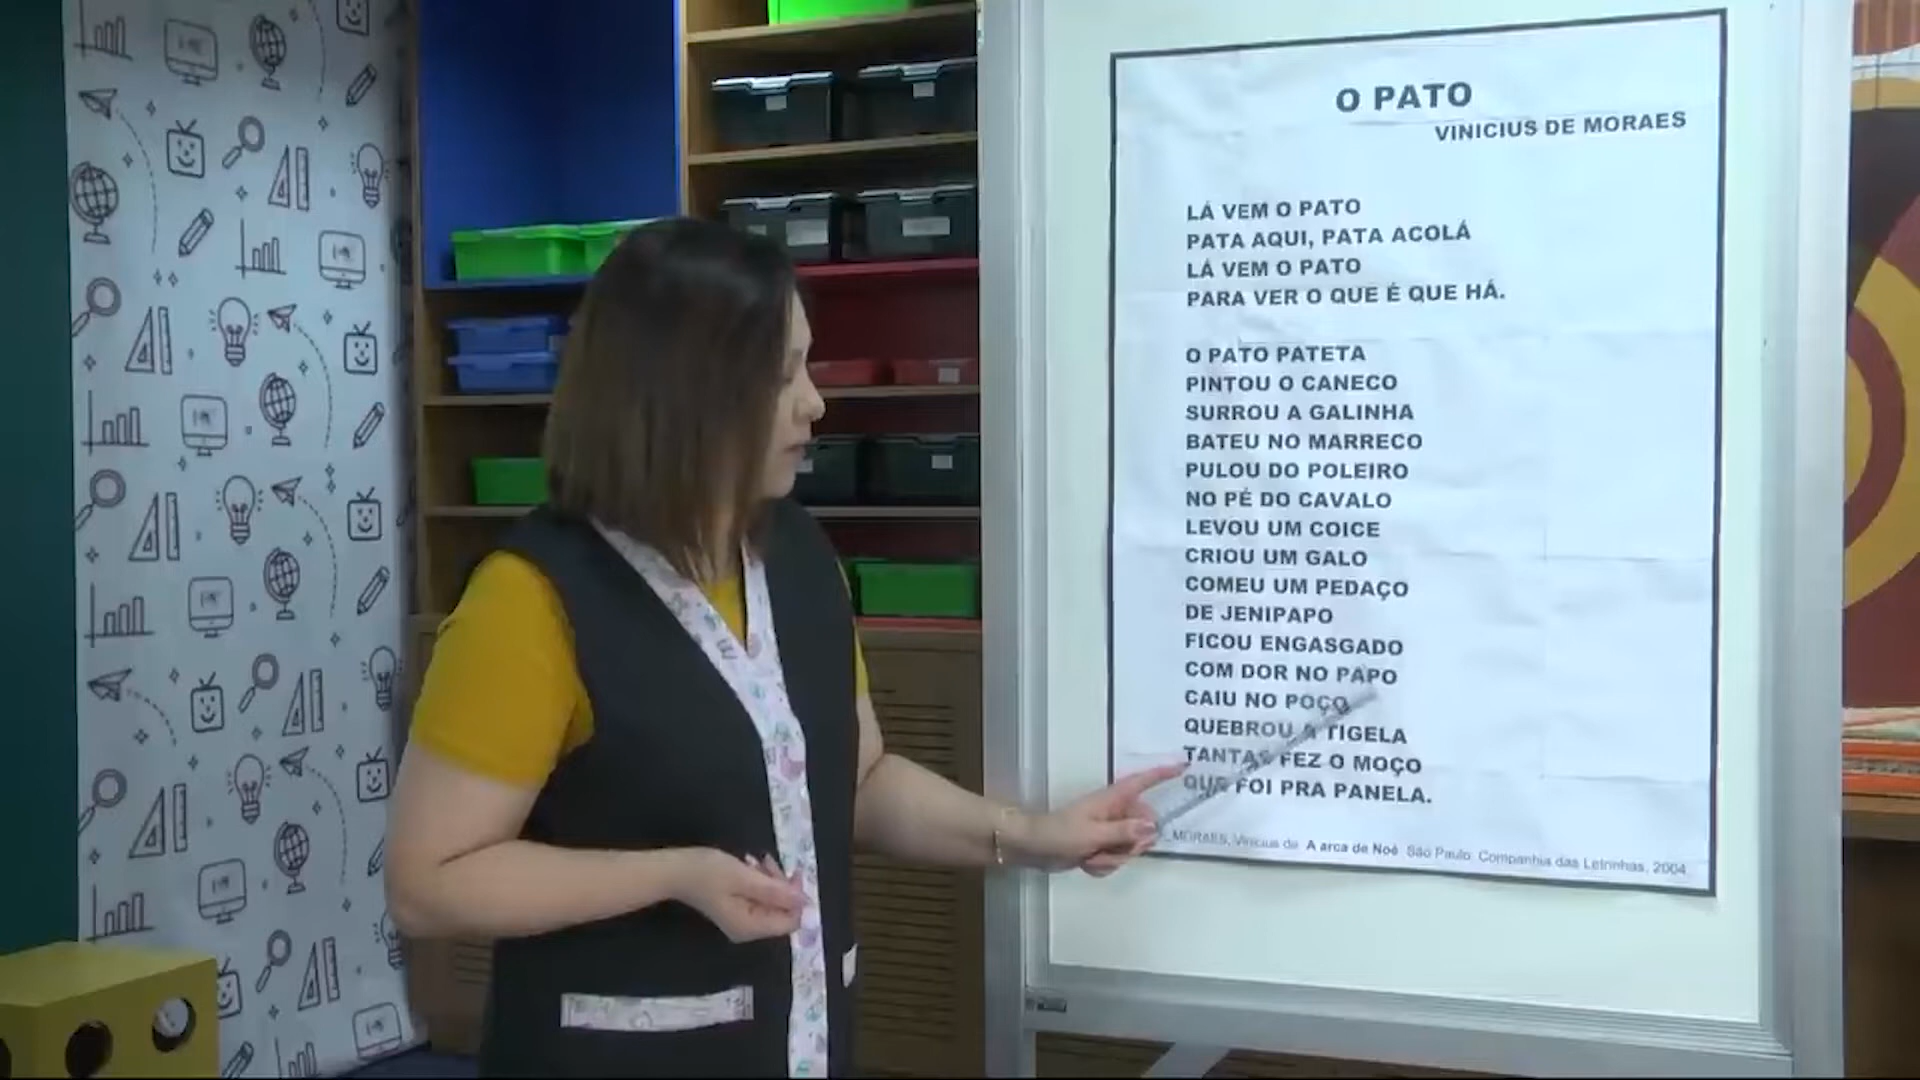 O PATO
VINICIUS DE MORAES
LÁ VEM O PATO
PATA AQUI, PATA ACOLÁ
LÁ VEM O PATO
PARA VER O QUE É QUE HÁ.
O PATO PATETA
PINTOU O CANECO
SURROU A GALINHA
BATEU NO MARRECO
PULOU DO POLEIRO
NO PÉ DO CAVALO
LEVOU UM COICE
CRIOU UM GALO
COMEU UM PEDAÇO
DE JENIPAPO
FICOU ENGASGADO
COM DOR NO PAPO
CAIU NO POÇO
QUEBROU A TIGELA
TANTAS FEZ O MOÇO
QUE FOI PRA PANELA.
MORAES, Vinicius de. A arca de Noé. São Paulo: Companhia das Letrinhas, 2004.